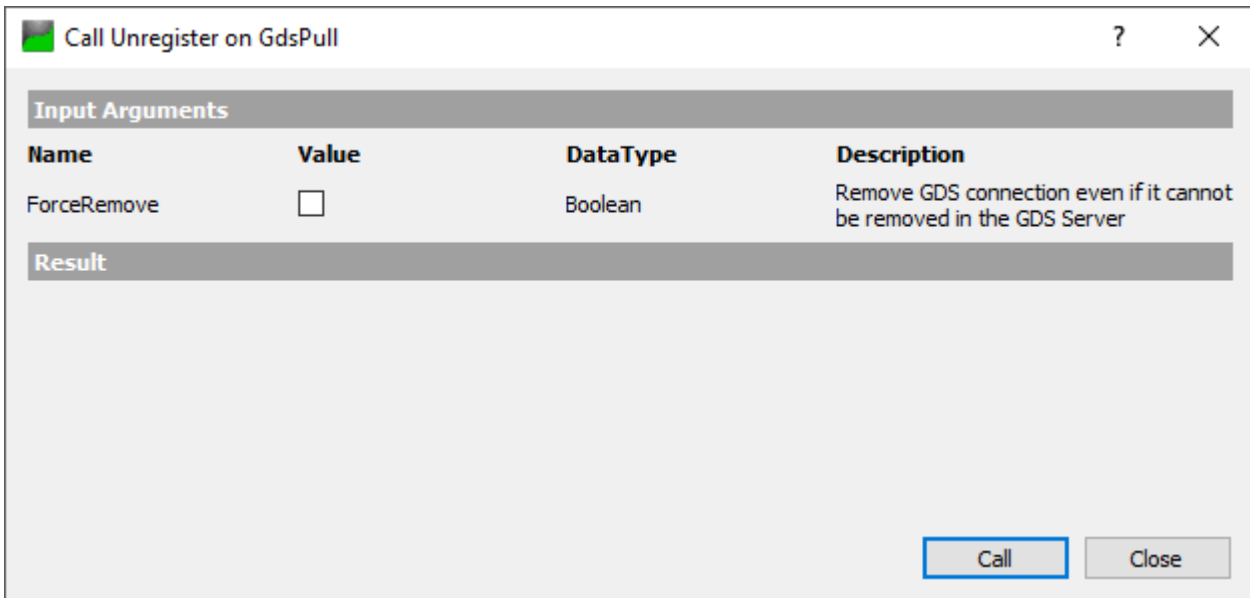 Call Unregister on GdsPull
?
Input Arguments
Name Value DataType Description
ForceRemove Boolean Remove GDS connection even if it cannot
be removed in the GDS Server
Result
Call Close